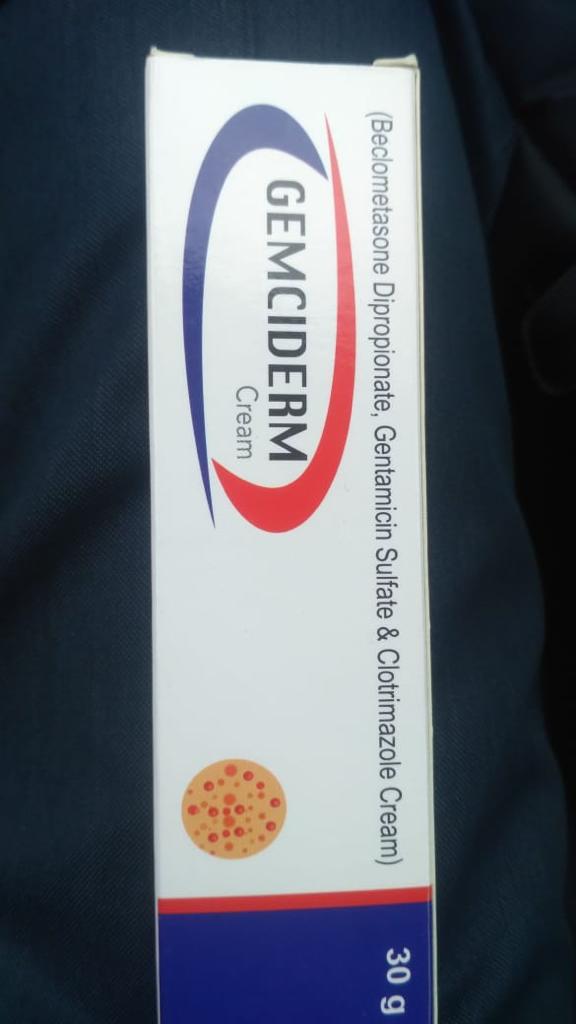 (Beclometasone Dipropionate, Gentamicin Sulfate & Clotrimazole Cream)
GEMCIDERM
Cream
30 g